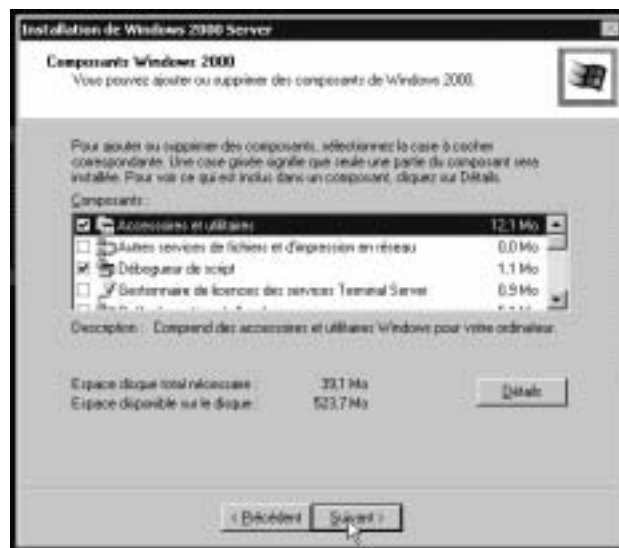 Installation de Windows 2000 Server
Composants Windows 2000
Vous pouvez ajouter ou supprimer des composants de Windows 2000.
Pour ajouter ou supprimer des composants, sélectionnez la case à cocher
correspondante. Une case grisée signifie que seule une partie du composant sera
installée. Pour voir ce qui est inclus dans un composant, cliquez sur Détails.
Composants :
Accessoires et utilitaires 12,1 Mo
Autres services de fichiers et d'impression en réseau 0,0 Mo
Débogueur de script 1,1 Mo
Gestionnaire de licences des services Terminal Server 0,9 Mo
Description : Comprend des accessoires et utilitaires Windows pour votre ordinateur.
Espace disque total nécessaire : 39,1 Mo
Espace disponible sur le disque : 523,7 Mo
Détails
< Précédent Suivant >